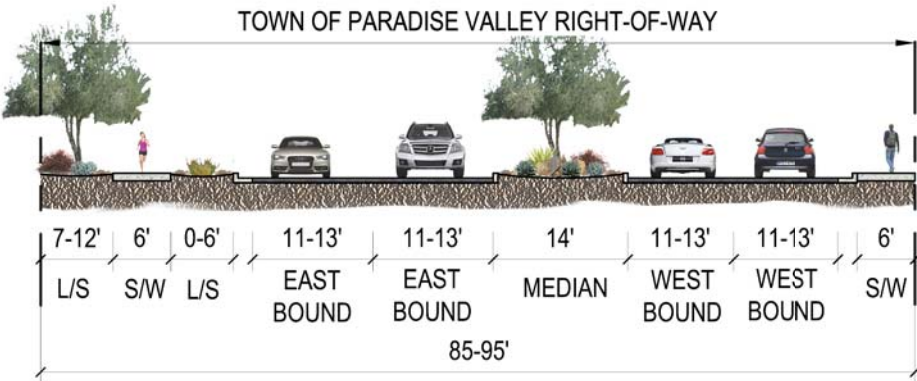 TOWN OF PARADISE VALLEY RIGHT-OF-WAY
7-12' 6' 0-6' 11-13' 11-13' 14' 11-13' 11-13' 6'
L/S S/W L/S EAST BOUND EAST BOUND MEDIAN WEST BOUND WEST BOUND S/W
85-95'